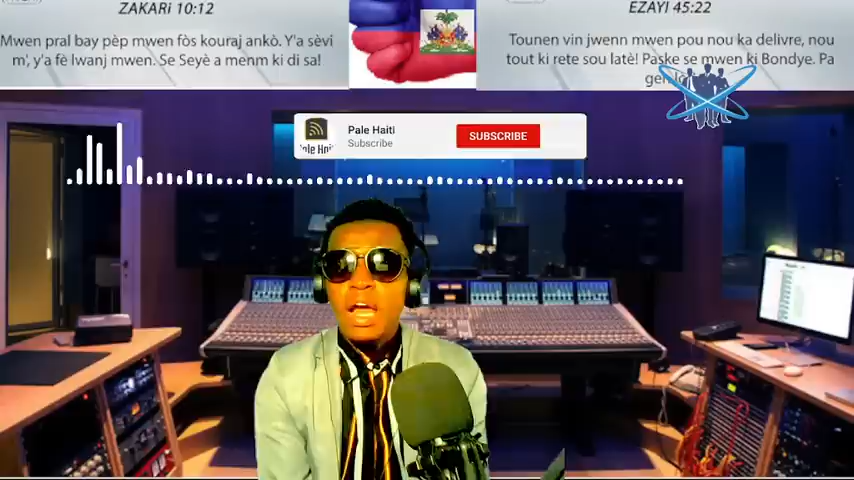 ZAKARi 10:12
Mwen pral bay pèp mwen fòs kouraj ankò. Y'a sèvi
m', y'a fè lwanj mwen. Se Seyè a menm ki di sa!
EZAYI 45:22
Tounen vin jwenn mwen pou nou ka delivre, nou
tout ki rete sou latè! Paske se mwen ki Bondye. Pa
gen
Pale Haiti
Subscribe
SUBSCRIBE